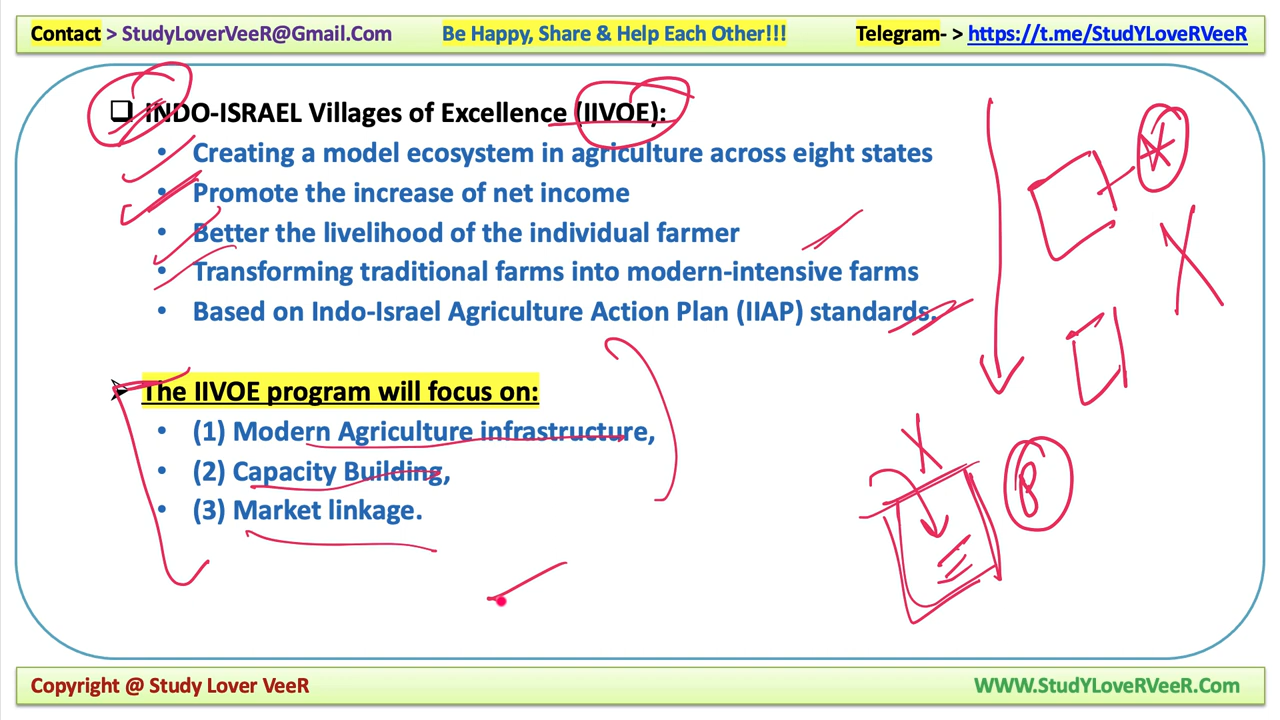 Contact > StudyLoverVeeR@Gmail.Com Be Happy, Share & Help Each Other!!! Telegram- > https://t.me/StudYLoveRVeeR
❑ INDO-ISRAEL Villages of Excellence (IIVOE):
• Creating a model ecosystem in agriculture across eight states
• Promote the increase of net income
• Better the livelihood of the individual farmer
• Transforming traditional farms into modern-intensive farms
• Based on Indo-Israel Agriculture Action Plan (IIAP) standards.
➢ The IIVOE program will focus on:
• (1) Modern Agriculture infrastructure,
• (2) Capacity Building,
• (3) Market linkage.
Copyright @ Study Lover VeeR WWW.StudYLoveRVeeR.Com